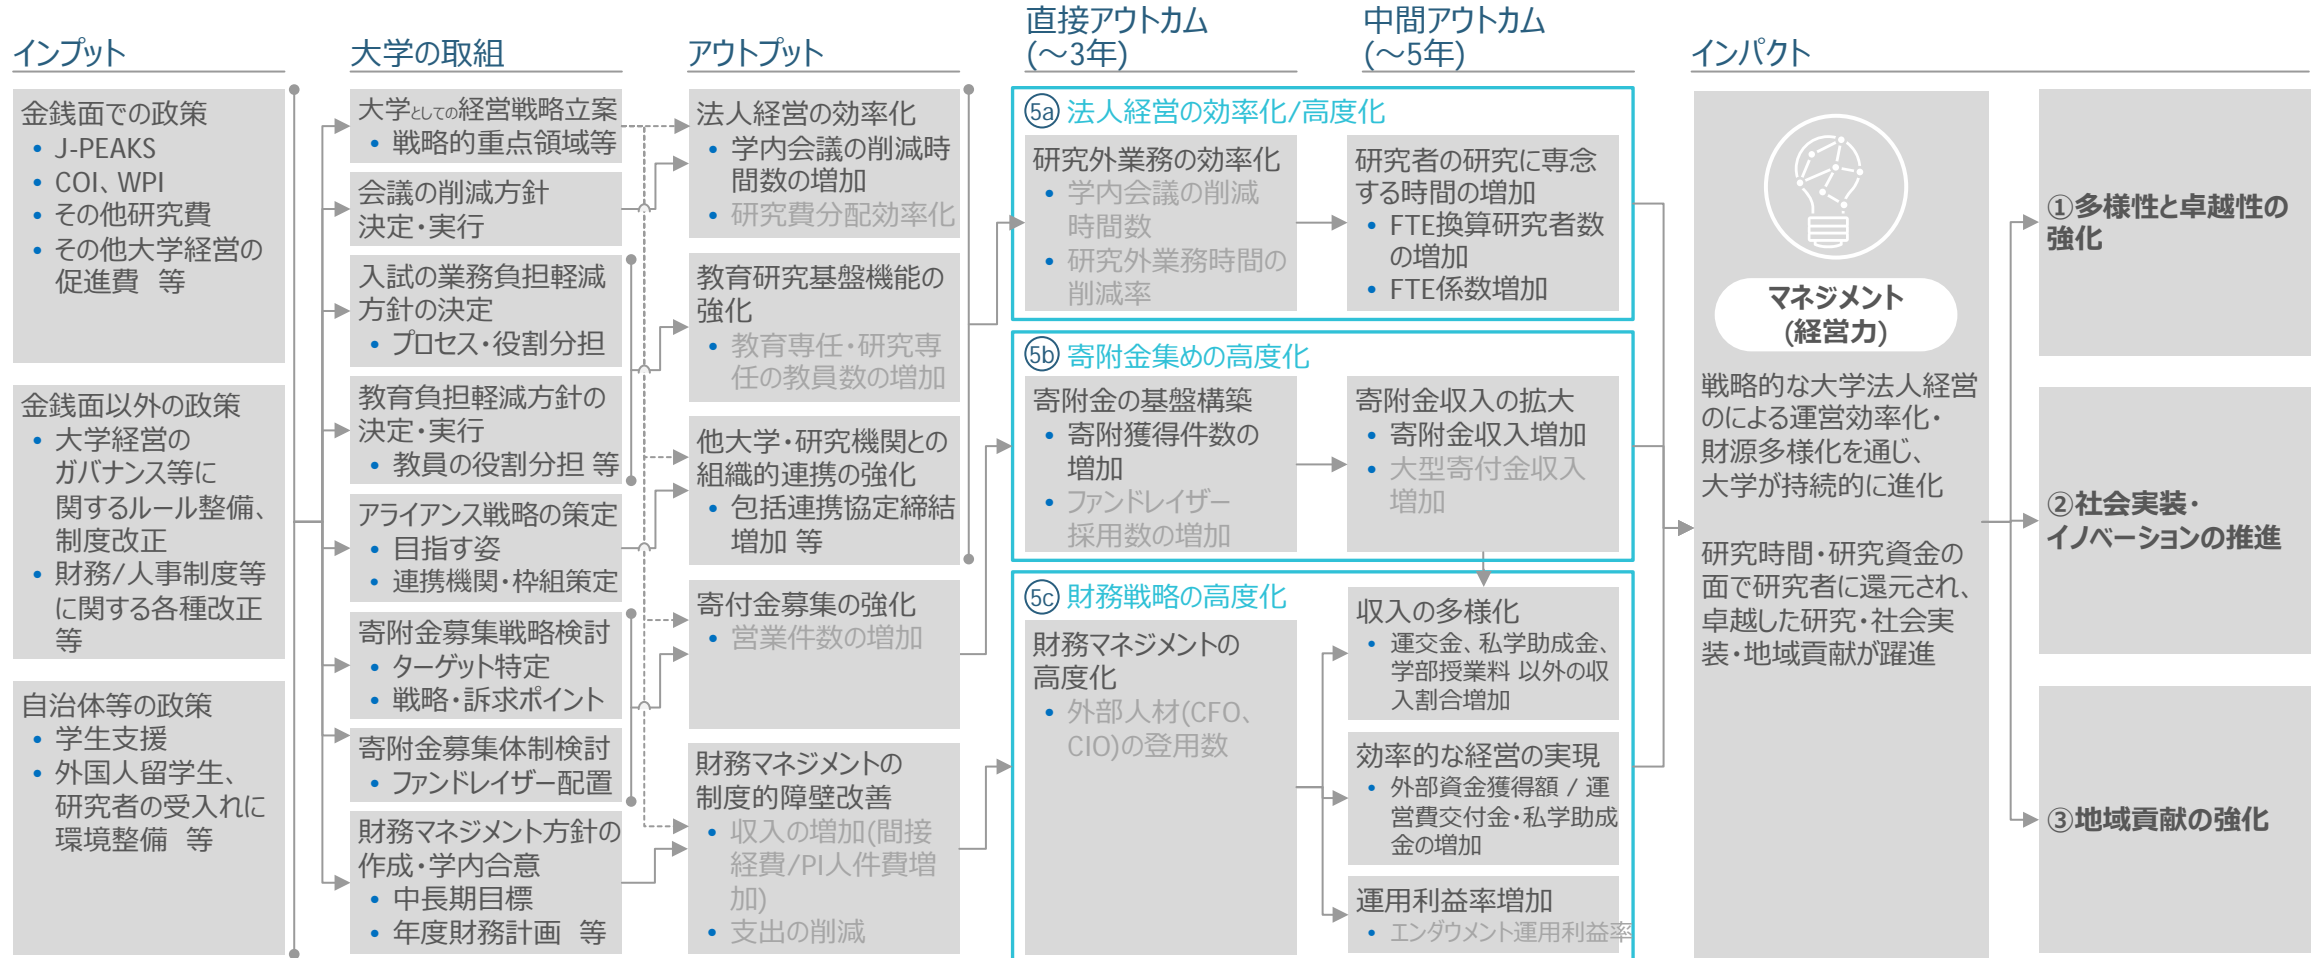 インプット
金銭面での政策
• J-PEAKS
• COI、WPI
• その他研究費
• その他大学経営の
促進費 等
金銭面以外の政策
• 大学経営の
ガバナンス等に
関するルール整備、
制度改正
• 財務/人事制度等
に関する各種改正
等
自治体等の政策
• 学生支援
• 外国人留学生、
研究者の受入れに
環境整備 等
大学の取組
大学としての経営戦略立案
• 戦略的重点領域等
会議の削減方針
決定・実行
入試の業務負担軽減
方針の決定
• プロセス・役割分担
教育負担軽減方針の
決定・実行
• 教員の役割分担 等
アライアンス戦略の策定
• 目指す姿
• 連携機関・枠組策定
寄附金募集戦略検討
• ターゲット特定
• 戦略・訴求ポイント
寄附金募集体制検討
• ファンドレイザー配置
財務マネジメント方針の
作成・学内合意
• 中長期目標
• 年度財務計画 等
アウトプット
法人経営の効率化
• 学内会議の削減時
間数の増加
• 研究費分配効率化
教育研究基盤機能の
強化
• 教育専任・研究専
任の教員数の増加
他大学・研究機関との
組織的連携の強化
• 包括連携協定締結
増加 等
寄付金募集の強化
• 営業件数の増加
財務マネジメントの
制度的障壁改善
• 収入の増加(間接
経費/PI人件費増
加)
• 支出の削減
直接アウトカム
(～3年)
中間アウトカム
(～5年)
5a 法人経営の効率化/高度化
研究外業務の効率化
• 学内会議の削減
時間数
• 研究外業務時間の
削減率
研究者の研究に専念
する時間の増加
• FTE換算研究者数
の増加
• FTE係数増加
5b 寄附金集めの高度化
寄附金の基盤構築
• 寄附獲得件数の
増加
• ファンドレイザー
採用数の増加
寄附金収入の拡大
• 寄附金収入増加
• 大型寄付金収入
増加
5c 財務戦略の高度化
財務マネジメントの
高度化
• 外部人材(CFO、
CIO)の登用数
収入の多様化
• 運交金、私学助成金、
学部授業料 以外の収
入割合増加
効率的な経営の実現
• 外部資金獲得額 / 運
営費交付金・私学助成
金の増加
運用利益率増加
• エンダウメント運用利益率
インパクト
マネジメント
(経営力)
戦略的な大学法人経営
のによる運営効率化・
財源多様化を通じ、
大学が持続的に進化
研究時間・研究資金の
面で研究者に還元され、
卓越した研究・社会実
装・地域貢献が躍進
①多様性と卓越性の
強化
②社会実装・
イノベーションの推進
③地域貢献の強化